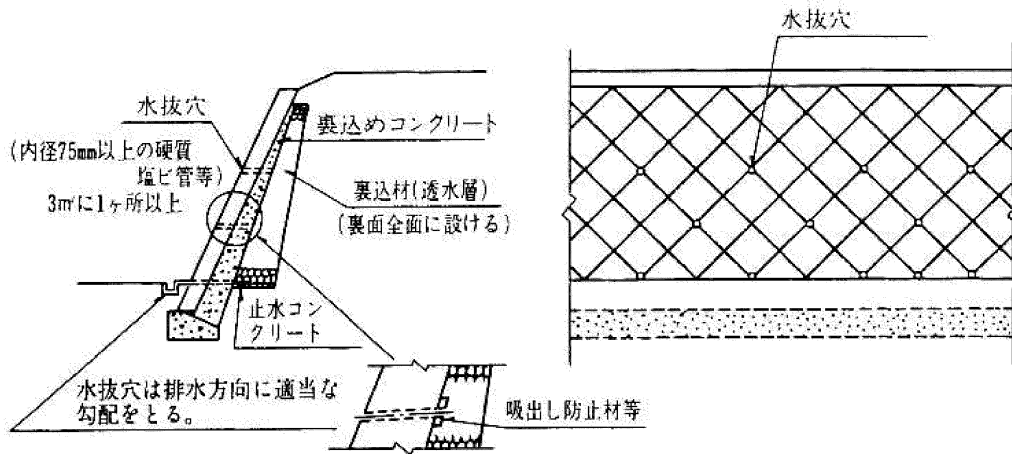 水抜穴
水抜穴
(内径75mm以上の硬質
塩ビ管等)
3㎡に1ヶ所以上
裏込めコンクリート
裏込材(透水層)
(裏面全面に設ける)
止水コン
クリート
水抜穴は排水方向に適当な
勾配をとる。
吸出し防止材等